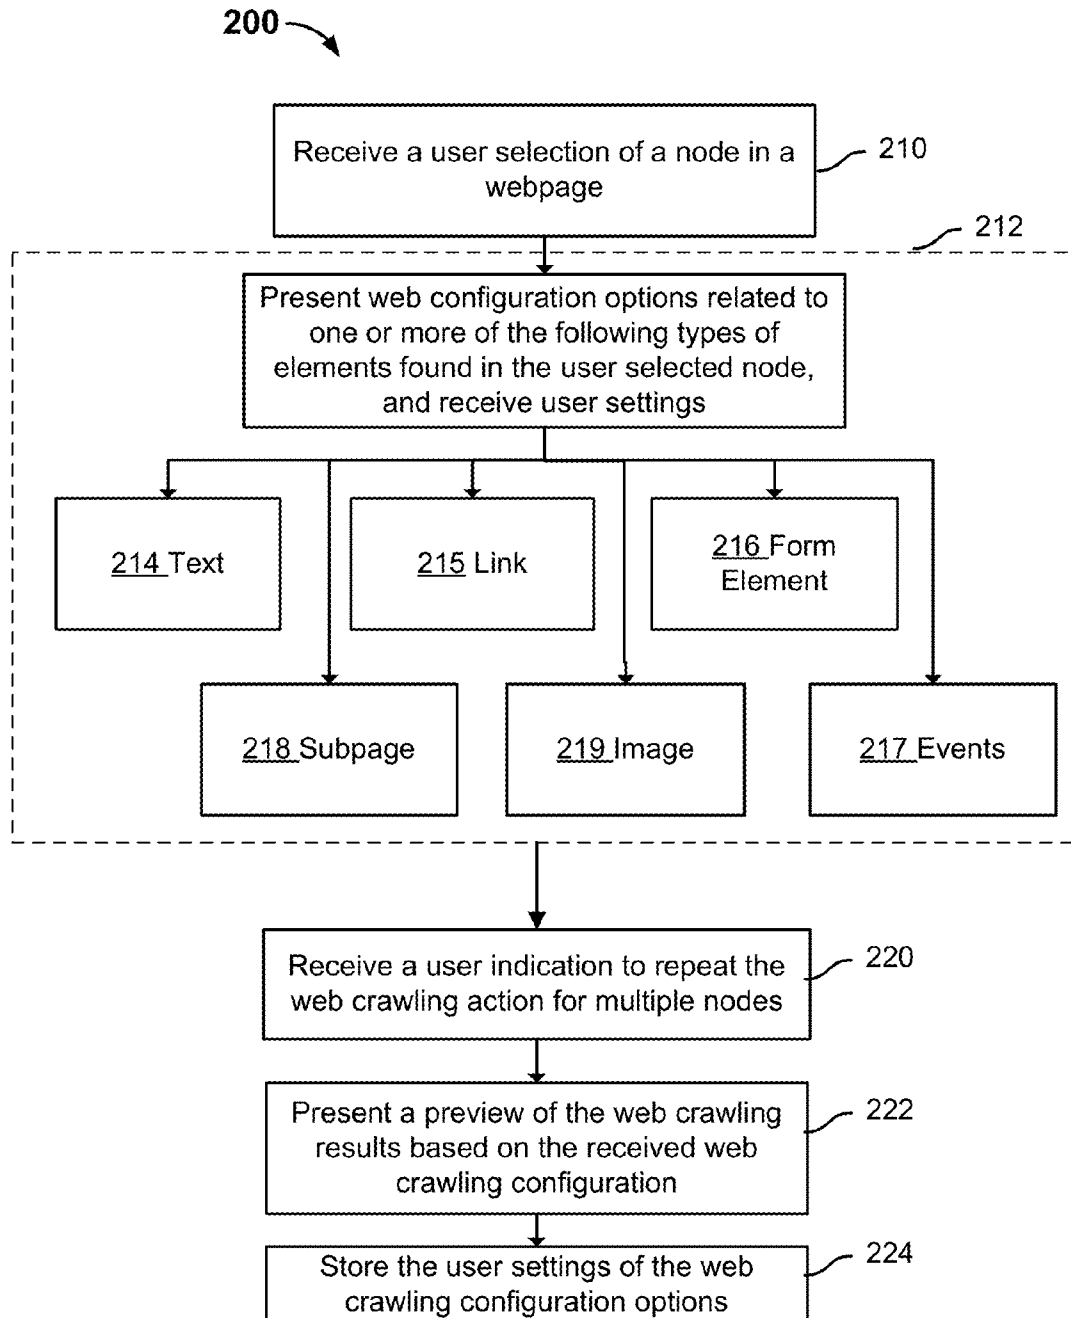 200
Receive a user selection of a node in a
webpage
210
212
Present web configuration options related to
one or more of the following types of
elements found in the user selected node,
and receive user settings
214 Text
215 Link
216 Form
Element
218 Subpage
219 Image
217 Events
Receive a user indication to repeat the
web crawling action for multiple nodes
220
Present a preview of the web crawling
results based on the received web
crawling configuration
222
Store the user settings of the web
crawling configuration options
224